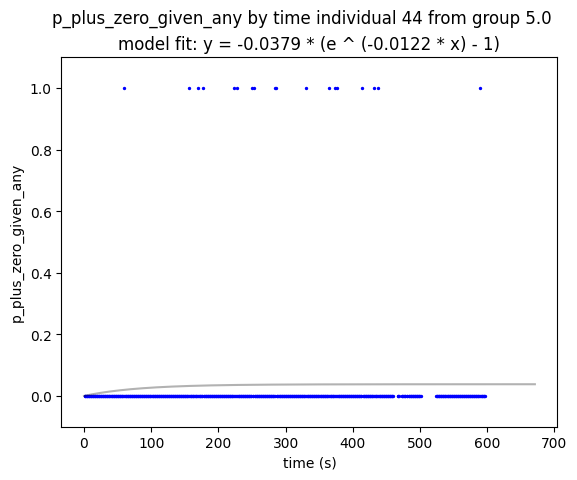 p_plus_zero_given_any by time individual 44 from group 5.0
model fit: y = -0.0379 * (e ^ (-0.0122 * x) - 1)
p_plus_zero_given_any
1.0
0.8
0.6
0.4
0.2
0.0
0 100 200 300 400 500 600 700
time (s)